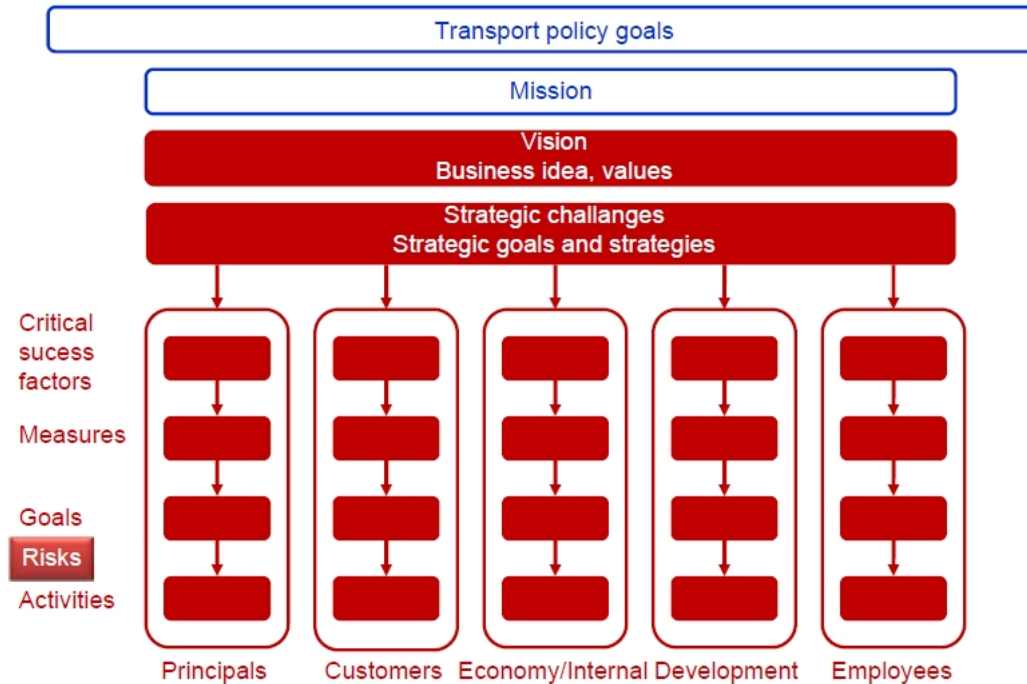 Transport policy goals
Mission
Vision
Business idea, values
Strategic challanges
Strategic goals and strategies
Critical
sucess
factors
Measures
Goals
Risks
Activities
Principals
Customers
Economy/Internal
Development
Employees